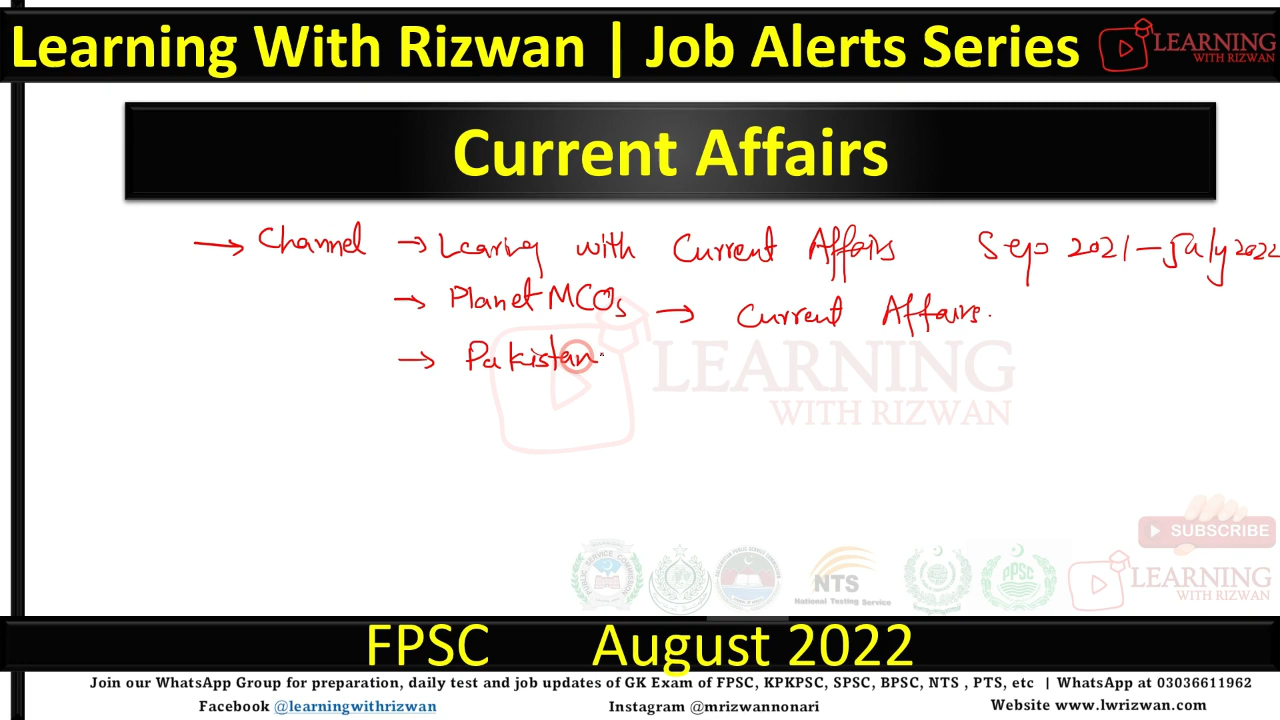 Learning With Rizwan | Job Alerts Series
LEARNING
WITH RIZWAN
Current Affairs
→ Channel → Learing with Current Affairs Sep 2021 – July 2022
→ Planet MCQs → Current Affairs.
→ Pakistan
LEARNING
WITH RIZWAN
SUBSCRIBE
NTS
National Testing Service
PPSC
LEARNING
WITH RIZWAN
FPSC August 2022
Join our WhatsApp Group for preparation, daily test and job updates of GK Exam of FPSC, KPKPSC, SPSC, BPSC, NTS , PTS, etc | WhatsApp at 03036611962
Facebook @learningwithrizwan Instagram @mrizwannonari Website www.lwrizwan.com